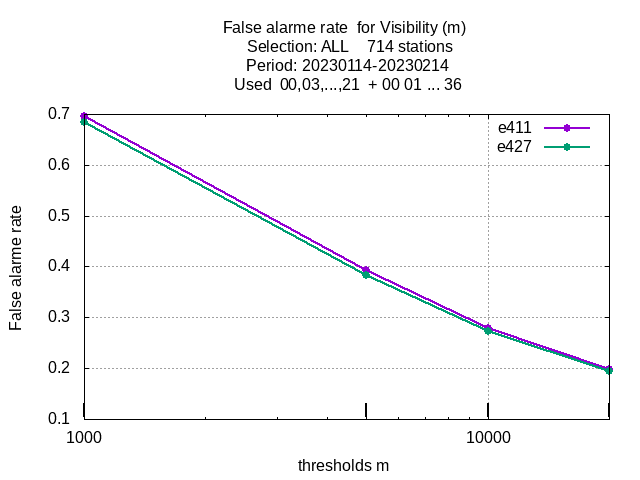 False alarme rate  for Visibility (m)
Selection: ALL    714 stations
Period: 20230114-20230214
Used  00,03,...,21  + 00 01 ... 36
e411
e427
0.7
0.6
0.5
0.4
0.3
0.2
0.1
False alarme rate
1000
10000
thresholds m